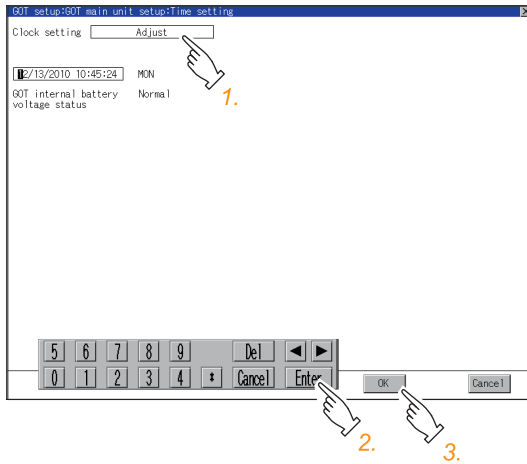 GOT setup:GOT main unit setup:Time setting
Clock setting Adjust
1.
12/13/2010 10:45:24 MON
GOT internal battery Normal
voltage status
5 6 7 8 9 Del ◀ ▶
0 1 2 3 4 Cancel Enter
OK Cancel
2.
3.